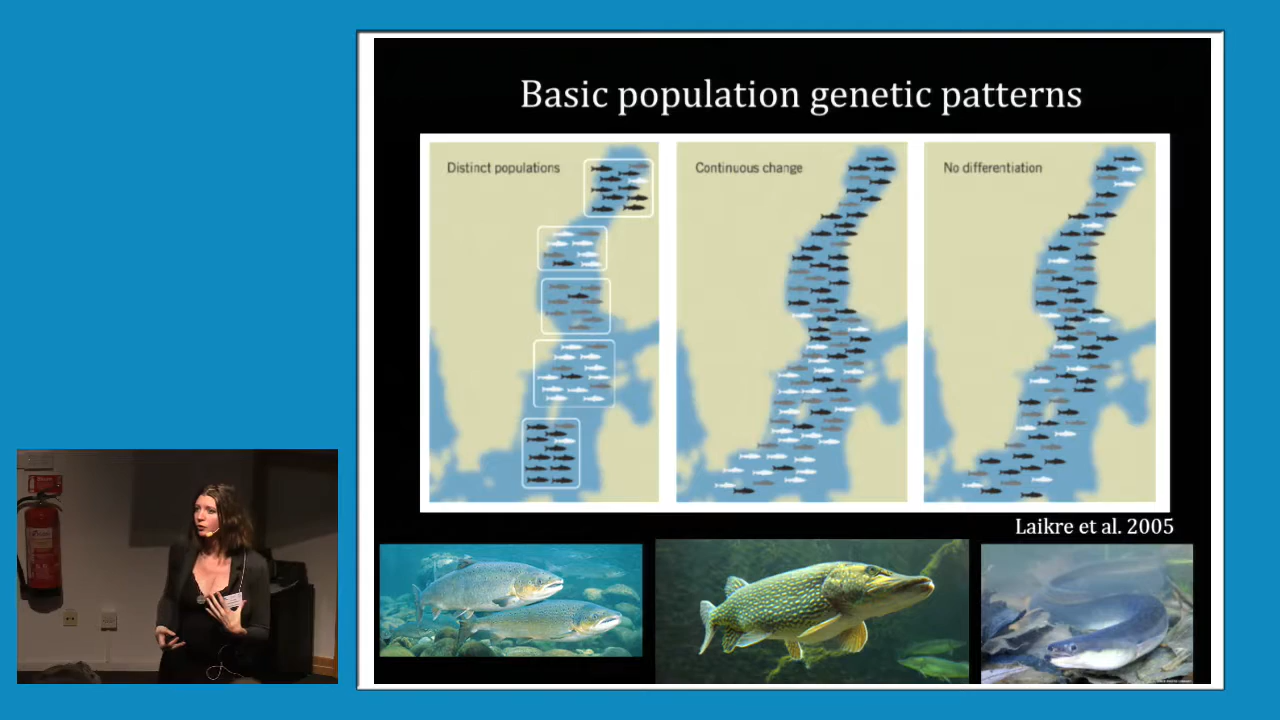 Basic population genetic patterns
Distinct populations
Continuous change
No differentiation
Laikre et al. 2005